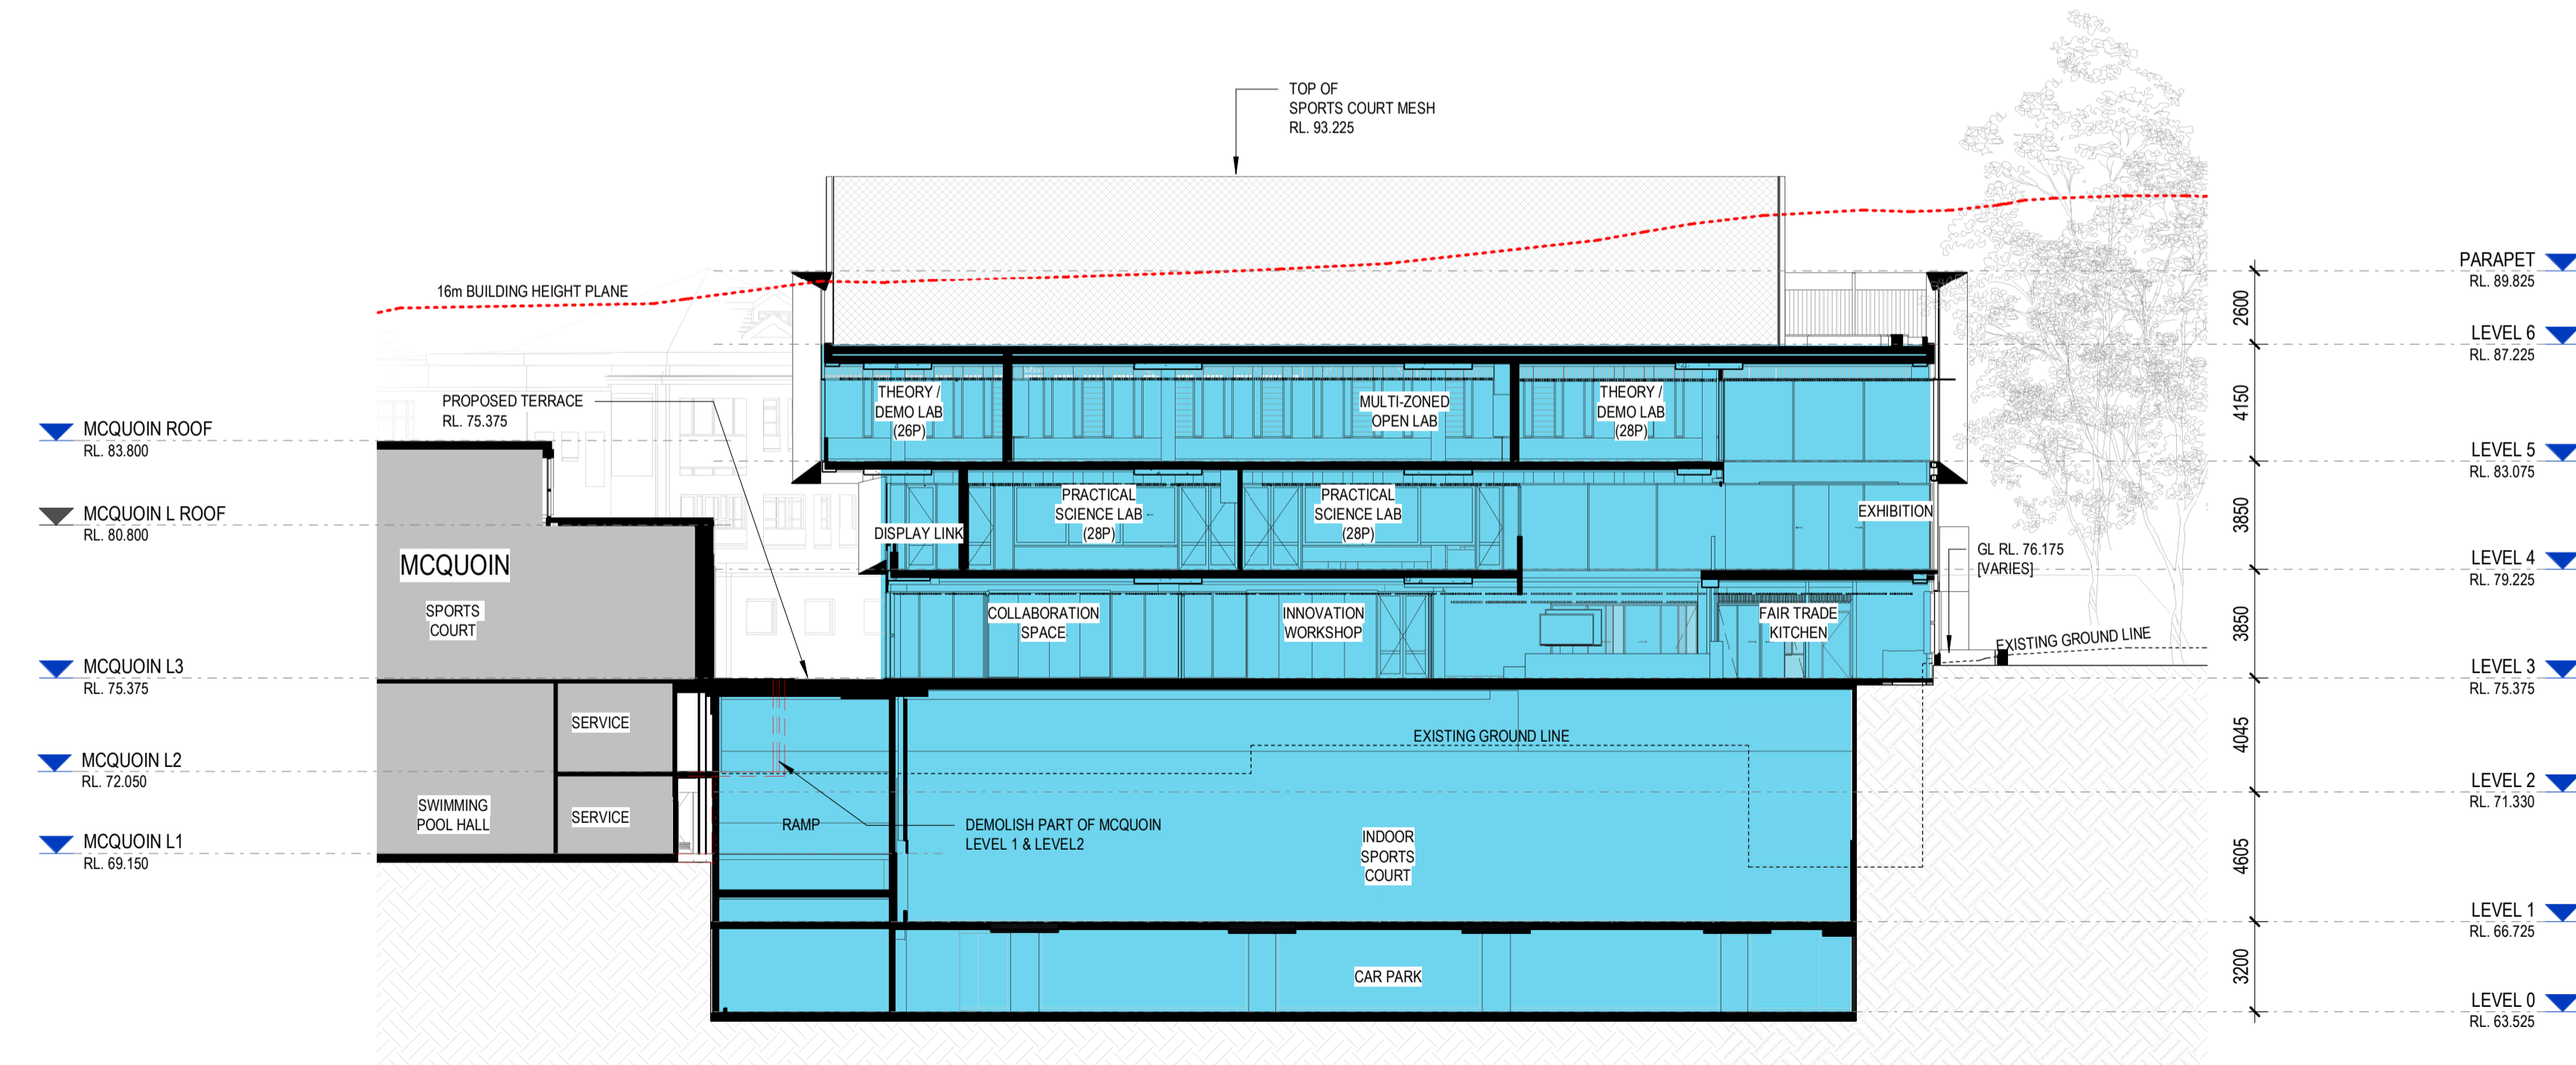 TOP OF
SPORTS COURT MESH
RL. 93.225
16m BUILDING HEIGHT PLANE
PROPOSED TERRACE
RL. 75.375
MCQUOIN ROOF
RL. 83.800
MCQUOIN L ROOF
RL. 80.800
MCQUOIN L3
RL. 75.375
MCQUOIN L2
RL. 72.050
MCQUOIN L1
RL. 69.150
MCQUOIN
SPORTS
COURT
SERVICE
SWIMMING
POOL HALL
SERVICE
THEORY /
DEMO LAB
(26P)
MULTI-ZONED
OPEN LAB
THEORY /
DEMO LAB
(28P)
DISPLAY LINK
PRACTICAL
SCIENCE LAB
(28P)
PRACTICAL
SCIENCE LAB
(28P)
EXHIBITION
COLLABORATION
SPACE
INNOVATION
WORKSHOP
FAIR TRADE
KITCHEN
GL RL. 76.175
[VARIES]
EXISTING GROUND LINE
EXISTING GROUND LINE
RAMP
DEMOLISH PART OF MCQUOIN
LEVEL 1 & LEVEL2
INDOOR
SPORTS
COURT
CAR PARK
PARAPET
RL. 89.825
2600
LEVEL 6
RL. 87.225
4150
LEVEL 5
RL. 83.075
3850
LEVEL 4
RL. 79.225
3850
LEVEL 3
RL. 75.375
4045
LEVEL 2
RL. 71.330
4605
LEVEL 1
RL. 66.725
3200
LEVEL 0
RL. 63.525